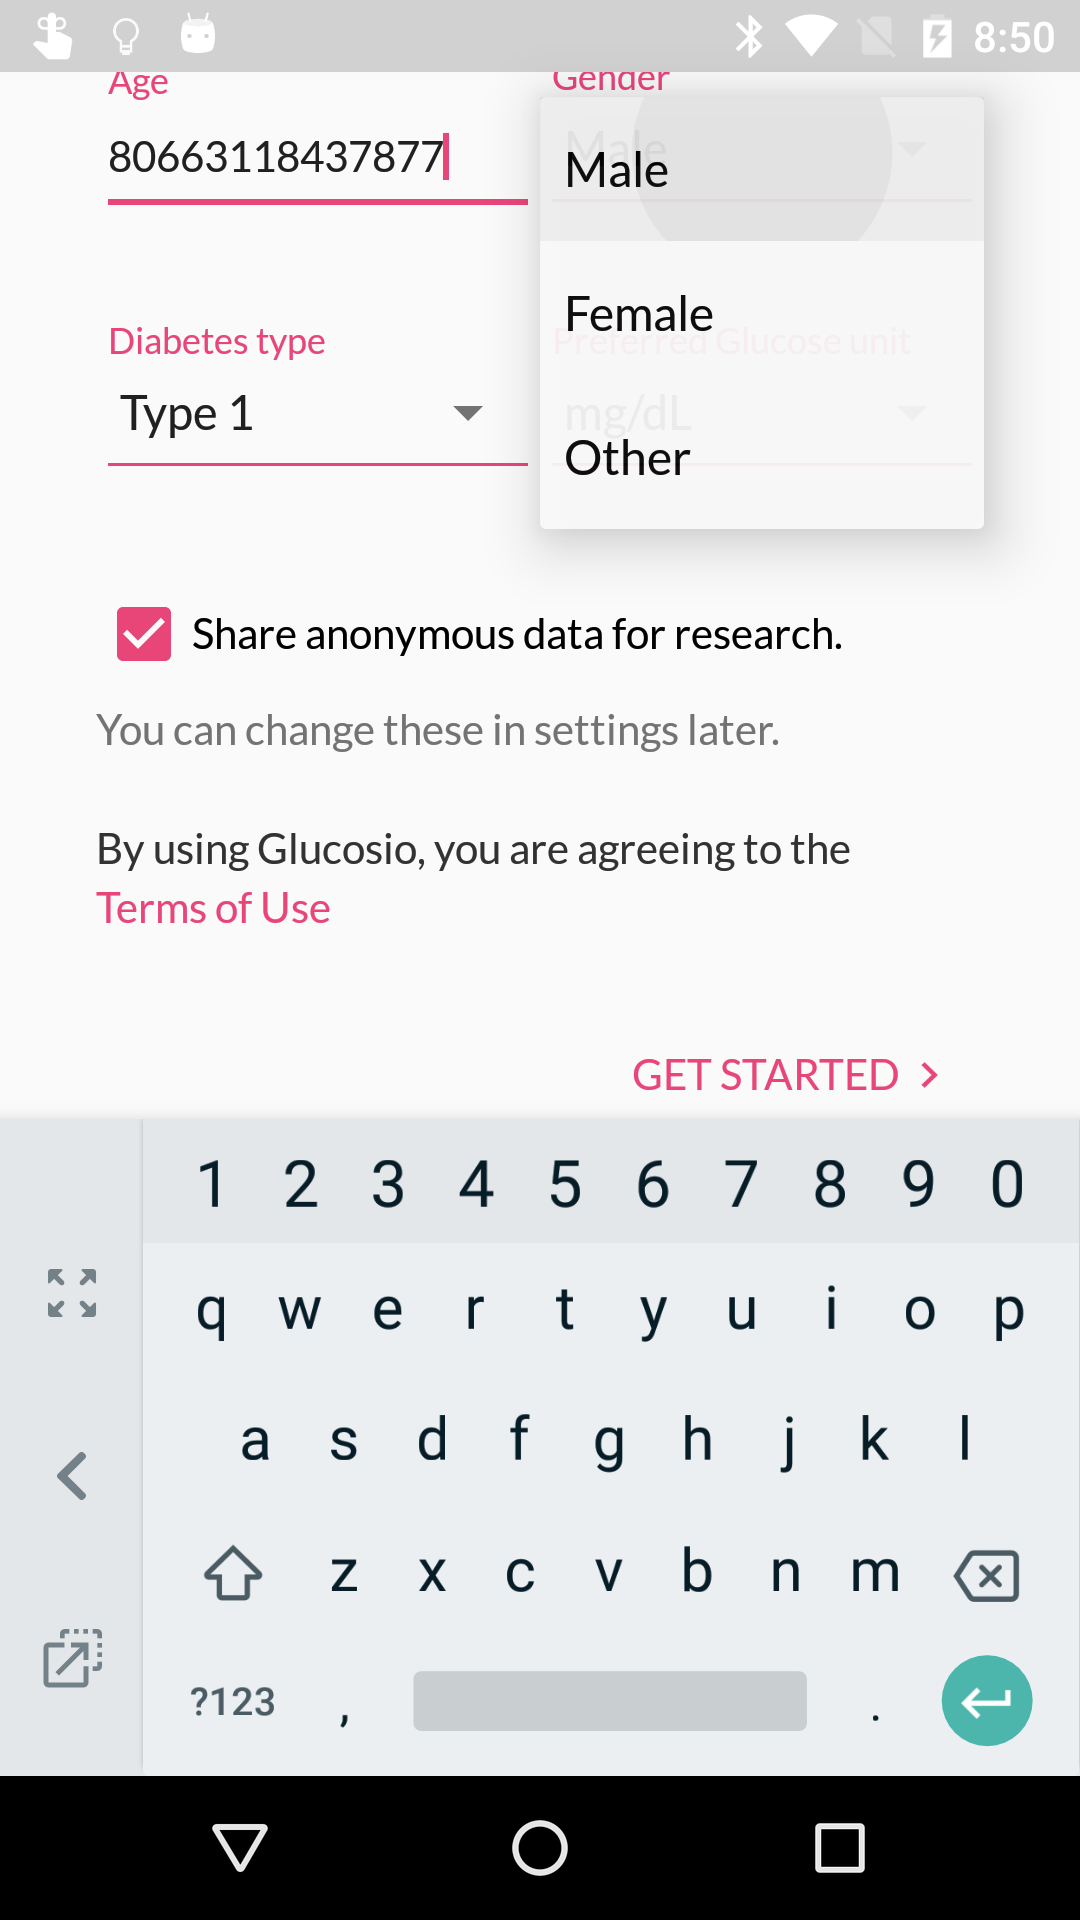 8:50
Age
Gender
80663118437877
Male
Male
Female
Diabetes type
Preferred Glucose unit
Type 1
mg/dL
Other
Share anonymous data for research.
You can change these in settings later.
By using Glucosio, you are agreeing to the
Terms of Use
GET STARTED
1 2 3 4 5 6 7 8 9 0
q w e r t y u i o p
a s d f g h j k l
z x c v b n m
?123 , .